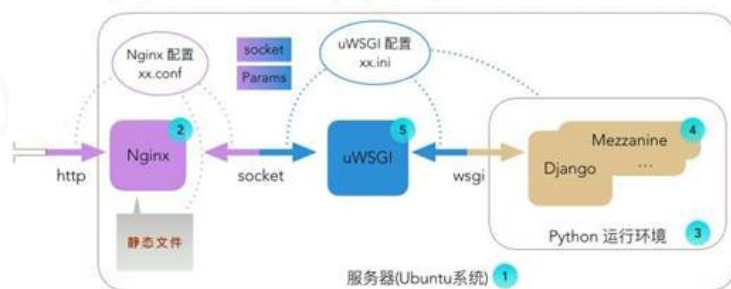 Nginx 配置
xx.conf
socket
Params
uWSGI 配置
xx.ini
2
Nginx
5
uWSGI
4
Mezzanine
...
Django
http
socket
wsgi
静态文件
Python 运行环境
3
服务器(Ubuntu系统)
1